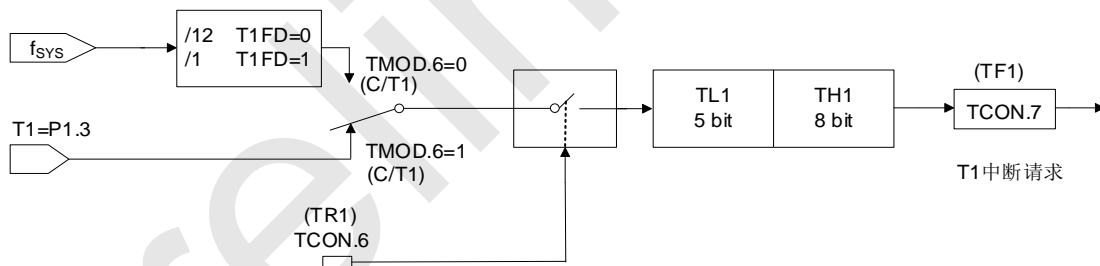 fSYS
/12 T1FD=0
/1 T1FD=1
TMOD.6=0
(C/T1)
T1=P1.3
TMOD.6=1
(C/T1)
(TR1)
TCON.6
TL1
5 bit
TH1
8 bit
(TF1)
TCON.7
T1中断请求